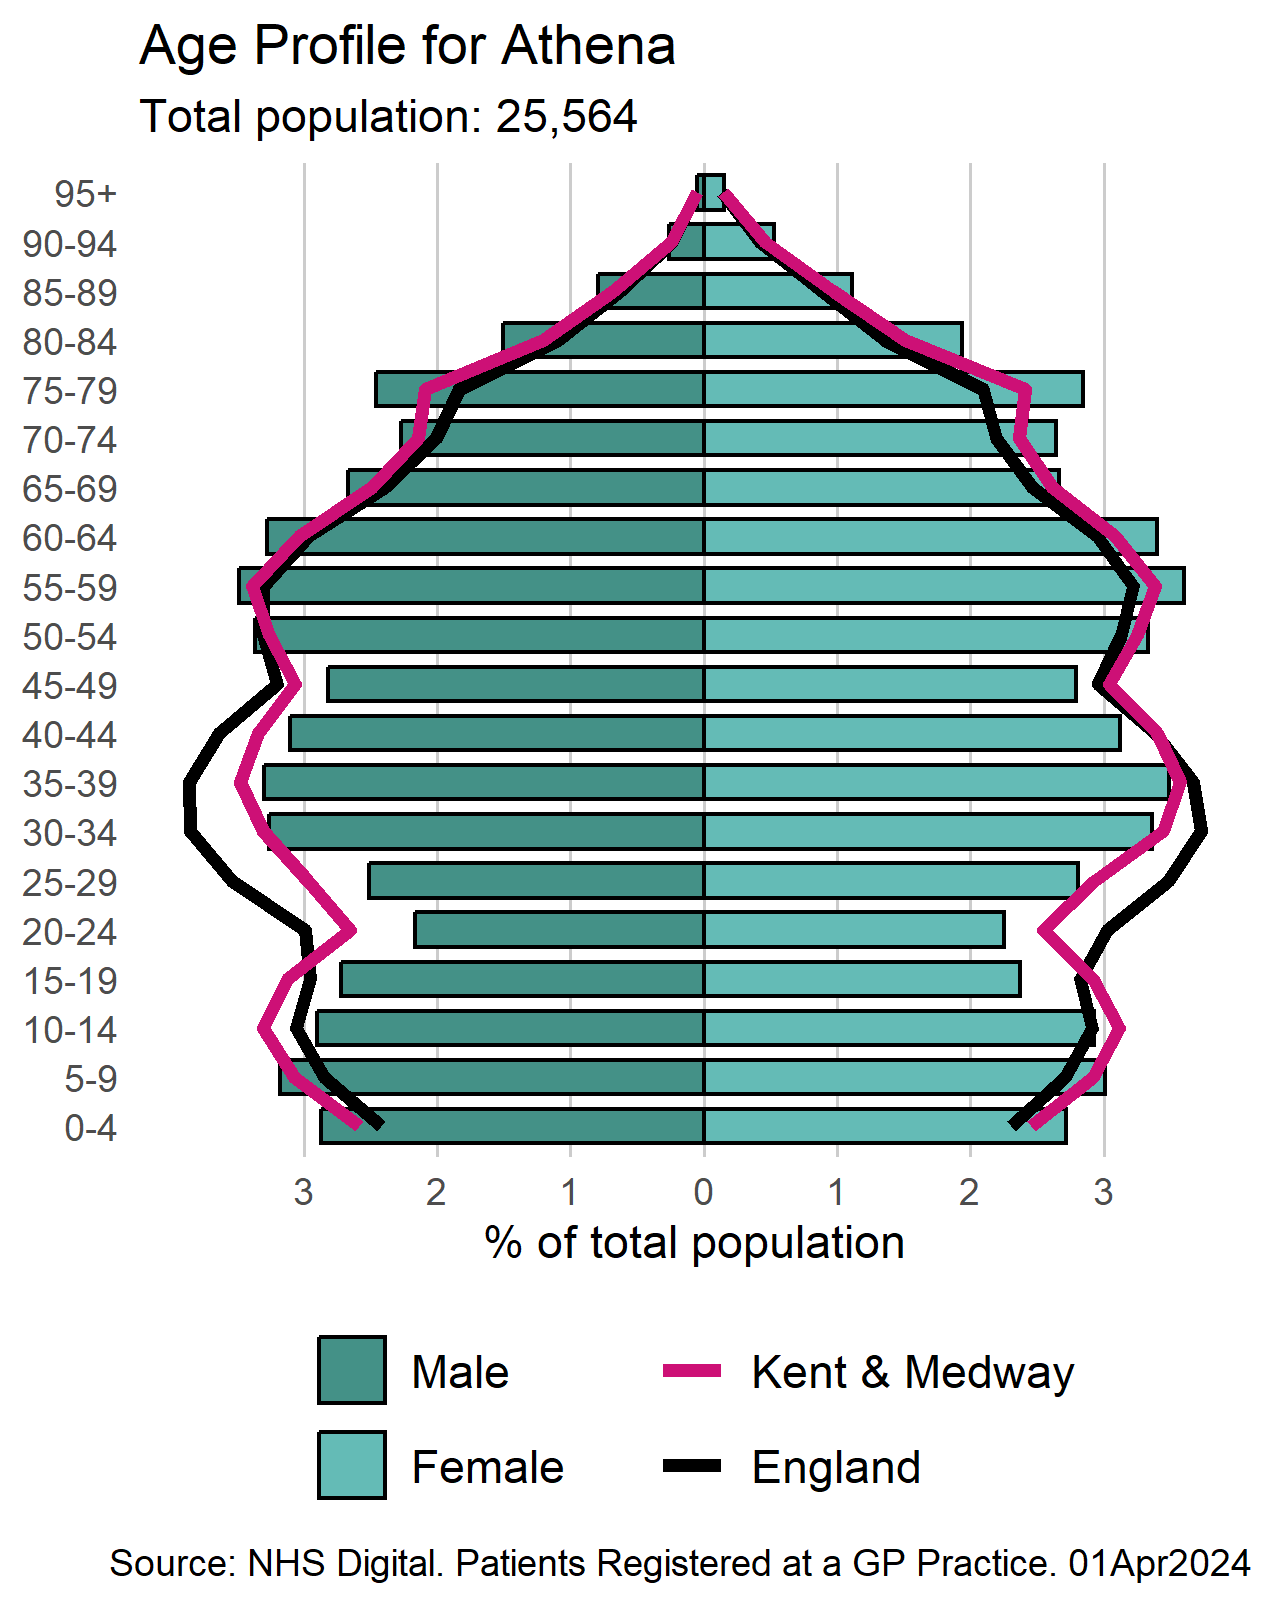 Age Profile for Athena
Total population: 25,564
95+
90-94
85-89
80-84
75-79
70-74
65-69
60-64
55-59
50-54
45-49
40-44
35-39
30-34
25-29
20-24
15-19
10-14
5-9
0-4
3 2 1 0 1 2 3
% of total population
Male Kent & Medway
Female England
Source: NHS Digital. Patients Registered at a GP Practice. 01Apr2024